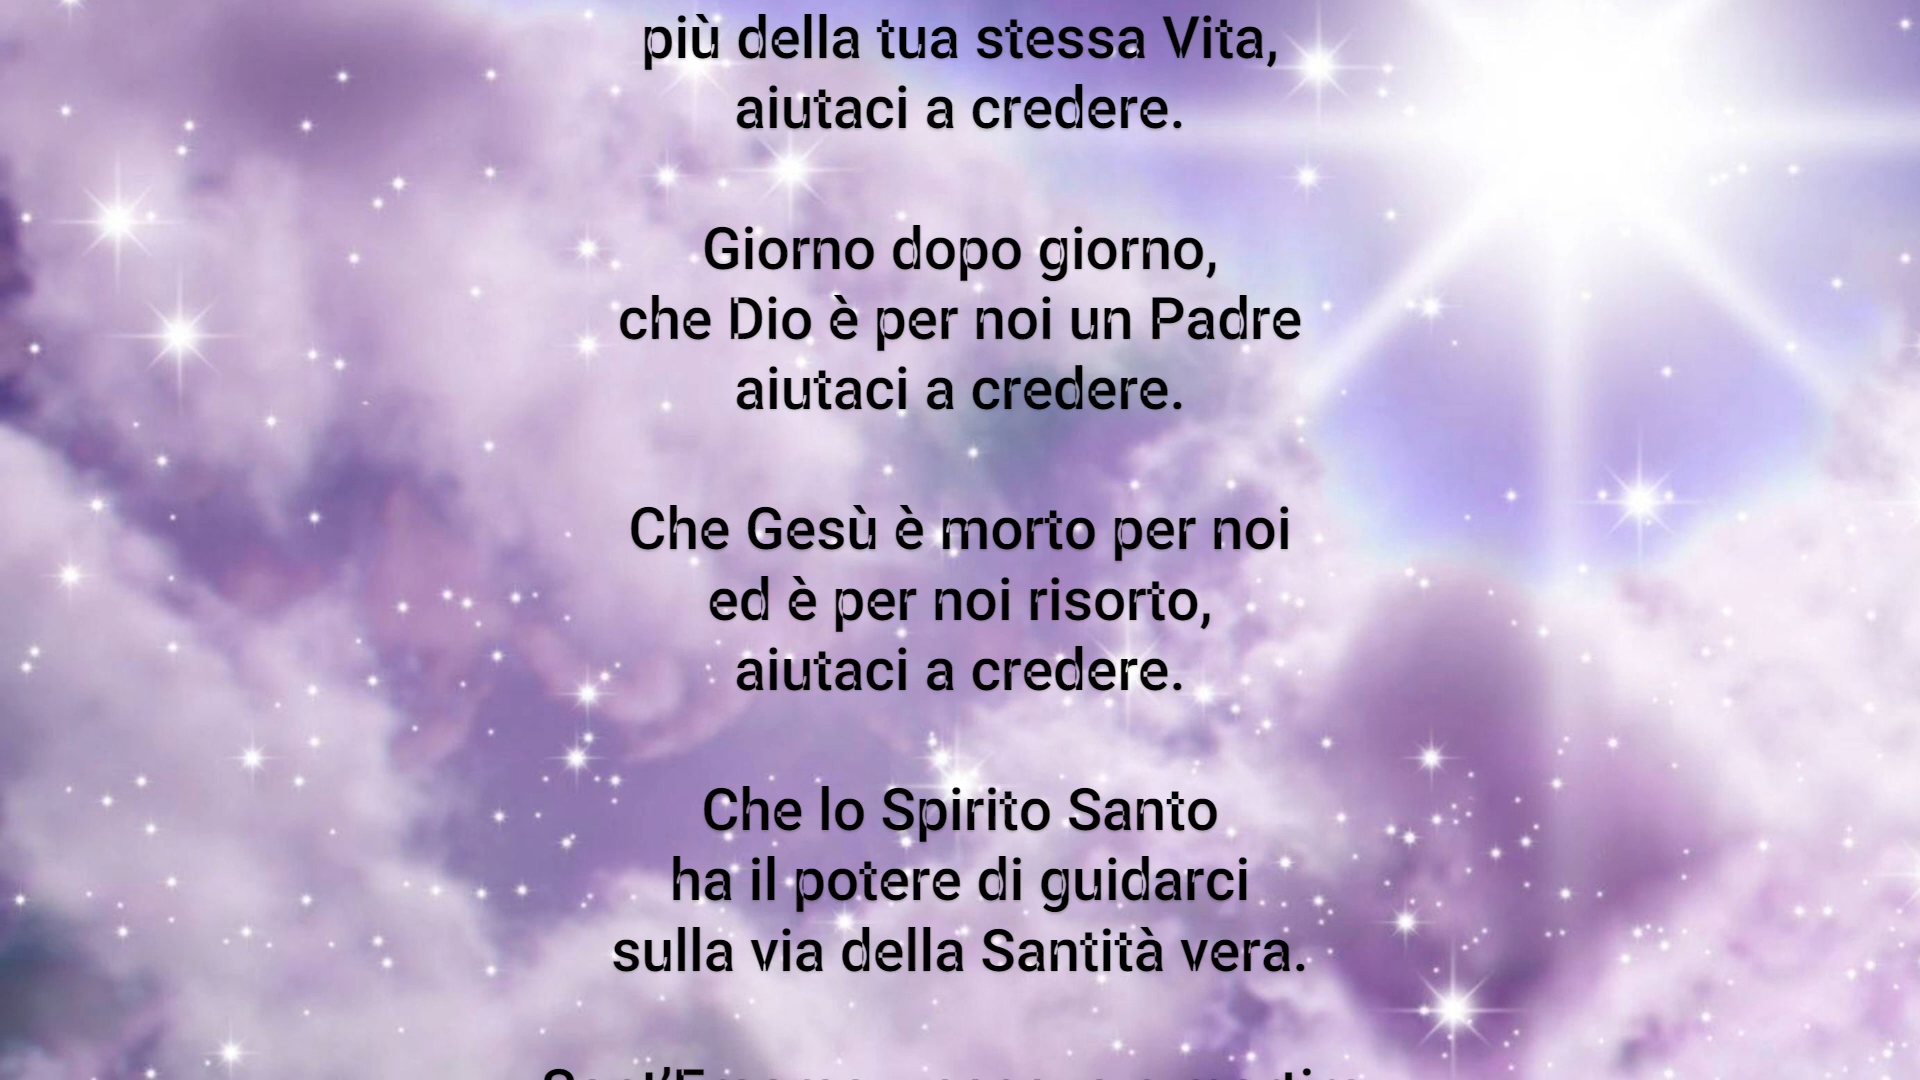 più della tua stessa Vita,
aiutaci a credere.
Giorno dopo giorno,
che Dio è per noi un Padre
aiutaci a credere.
Che Gesù è morto per noi
ed è per noi risorto,
aiutaci a credere.
Che lo Spirito Santo
ha il potere di guidarci
sulla via della Santità vera.